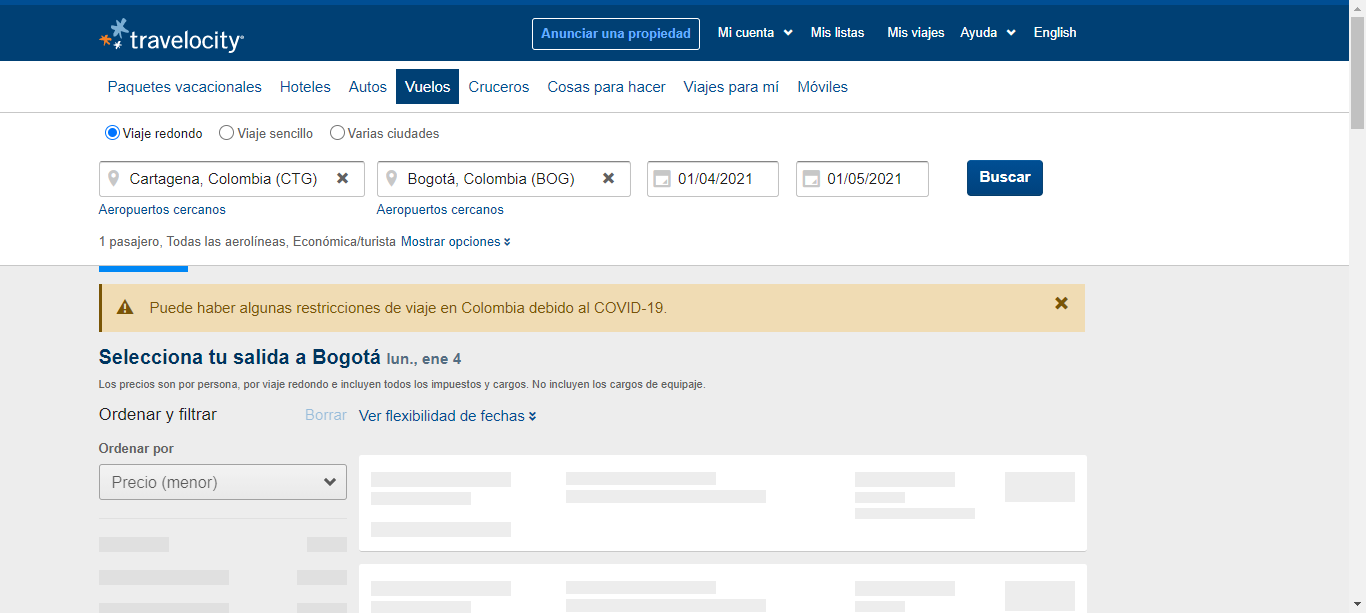 travelocity
Anunciar una propiedad Mi cuenta Mis listas Mis viajes Ayuda English
Paquetes vacacionales Hoteles Autos Vuelos Cruceros Cosas para hacer Viajes para mí Móviles
Viaje redondo Viaje sencillo Varias ciudades
Cartagena, Colombia (CTG) Bogotá, Colombia (BOG) 01/04/2021 01/05/2021 Buscar
Aeropuertos cercanos Aeropuertos cercanos
1 pasajero, Todas las aerolíneas, Económica/turista Mostrar opciones
Puede haber algunas restricciones de viaje en Colombia debido al COVID-19.
Selecciona tu salida a Bogotá lun., ene 4
Los precios son por persona, por viaje redondo e incluyen todos los impuestos y cargos. No incluyen los cargos de equipaje.
Ordenar y filtrar Borrar Ver flexibilidad de fechas
Ordenar por
Precio (menor)